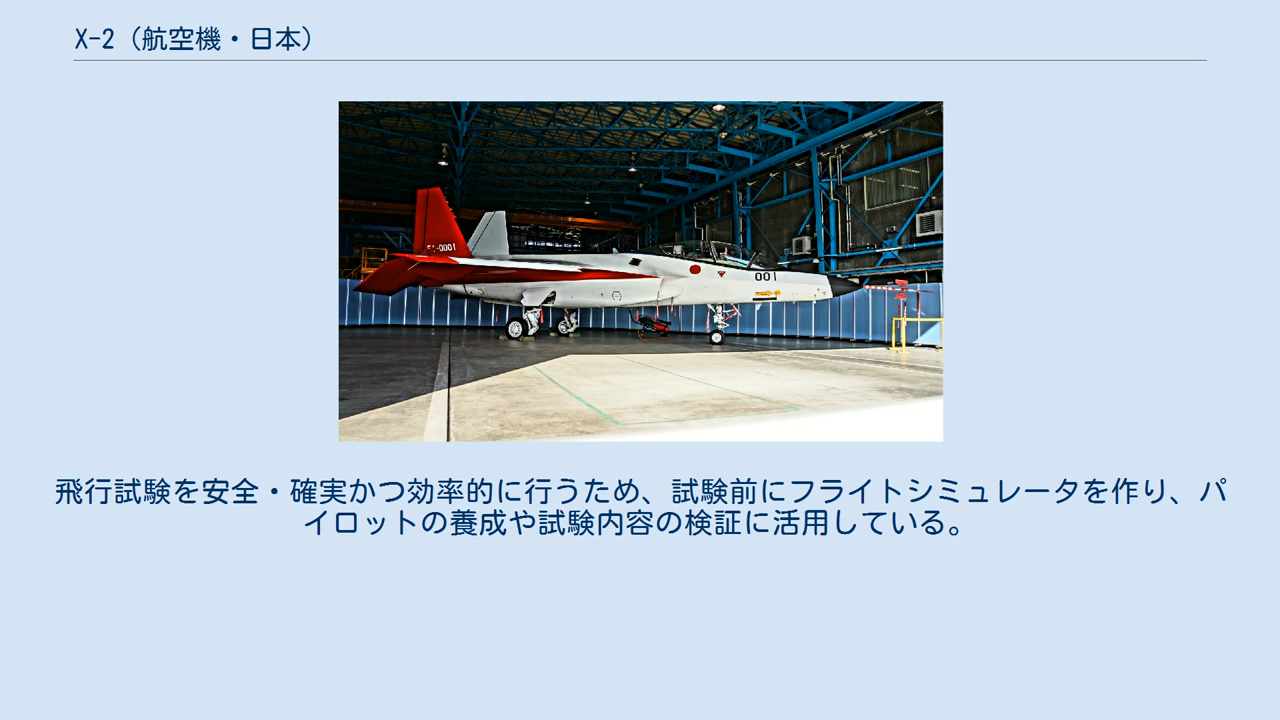 X-2（航空機・日本）
001
飛行試験を安全・確実かつ効率的に行うため、試験前にフライトシミュレータを作り、パ
イロットの養成や試験内容の検証に活用している。